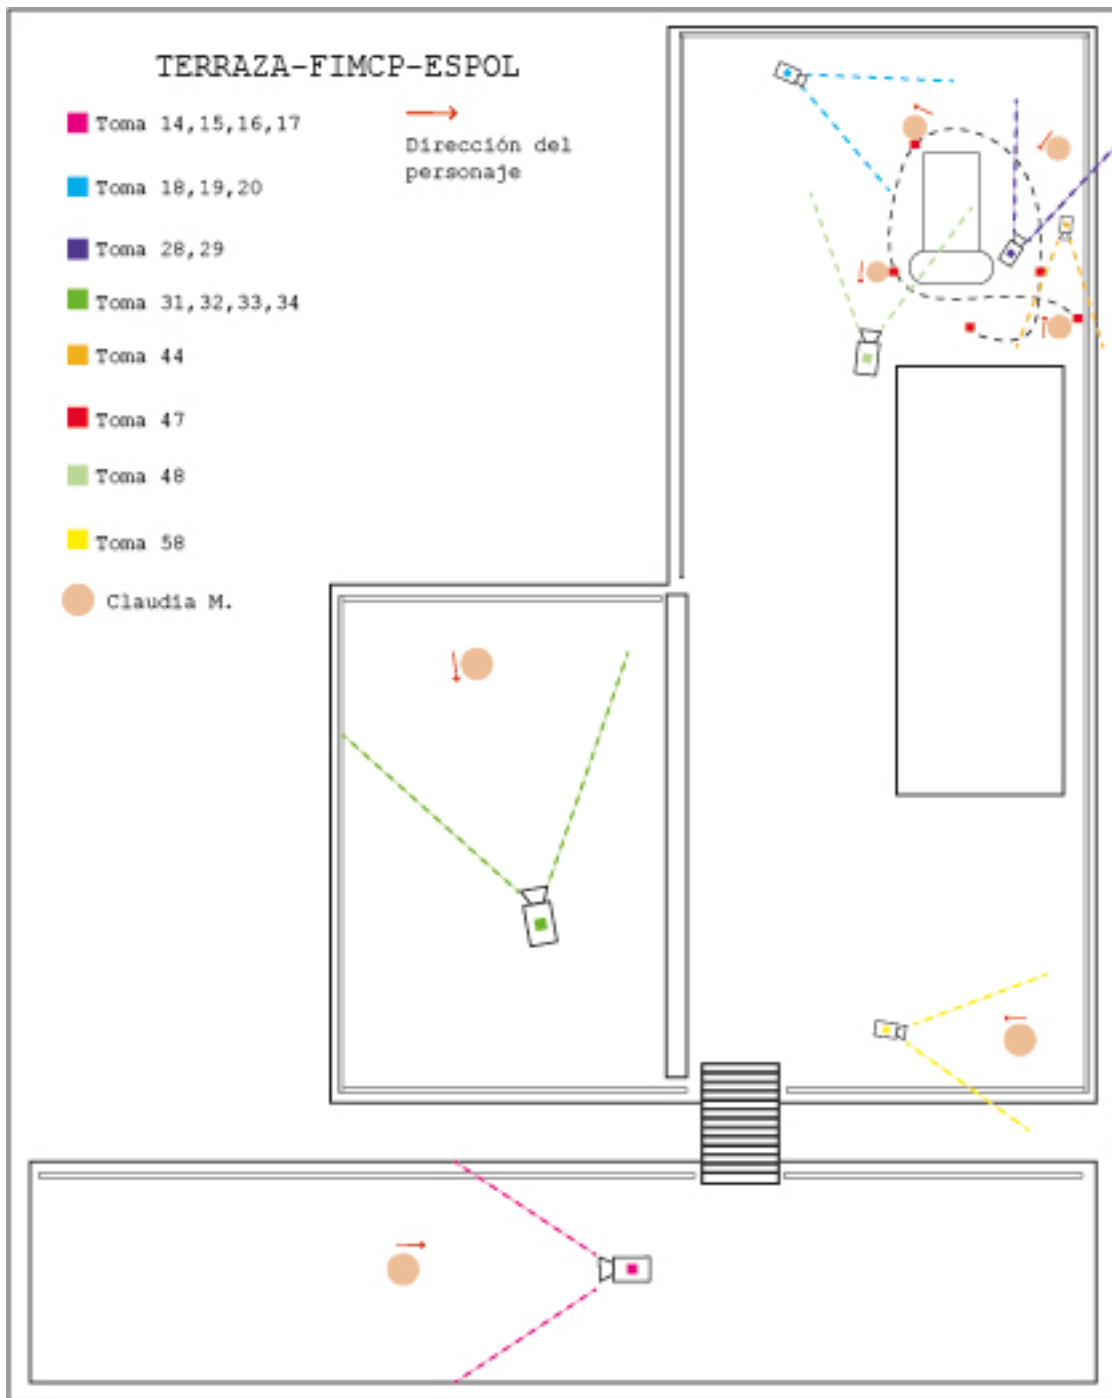 TERRAZA-FIMCP-ESPOL
Toma 14,15,16,17
Dirección del
personaje
Toma 18,19,20
Toma 28,29
Toma 31,32,33,34
Toma 44
Toma 47
Toma 48
Toma 58
Claudia M.